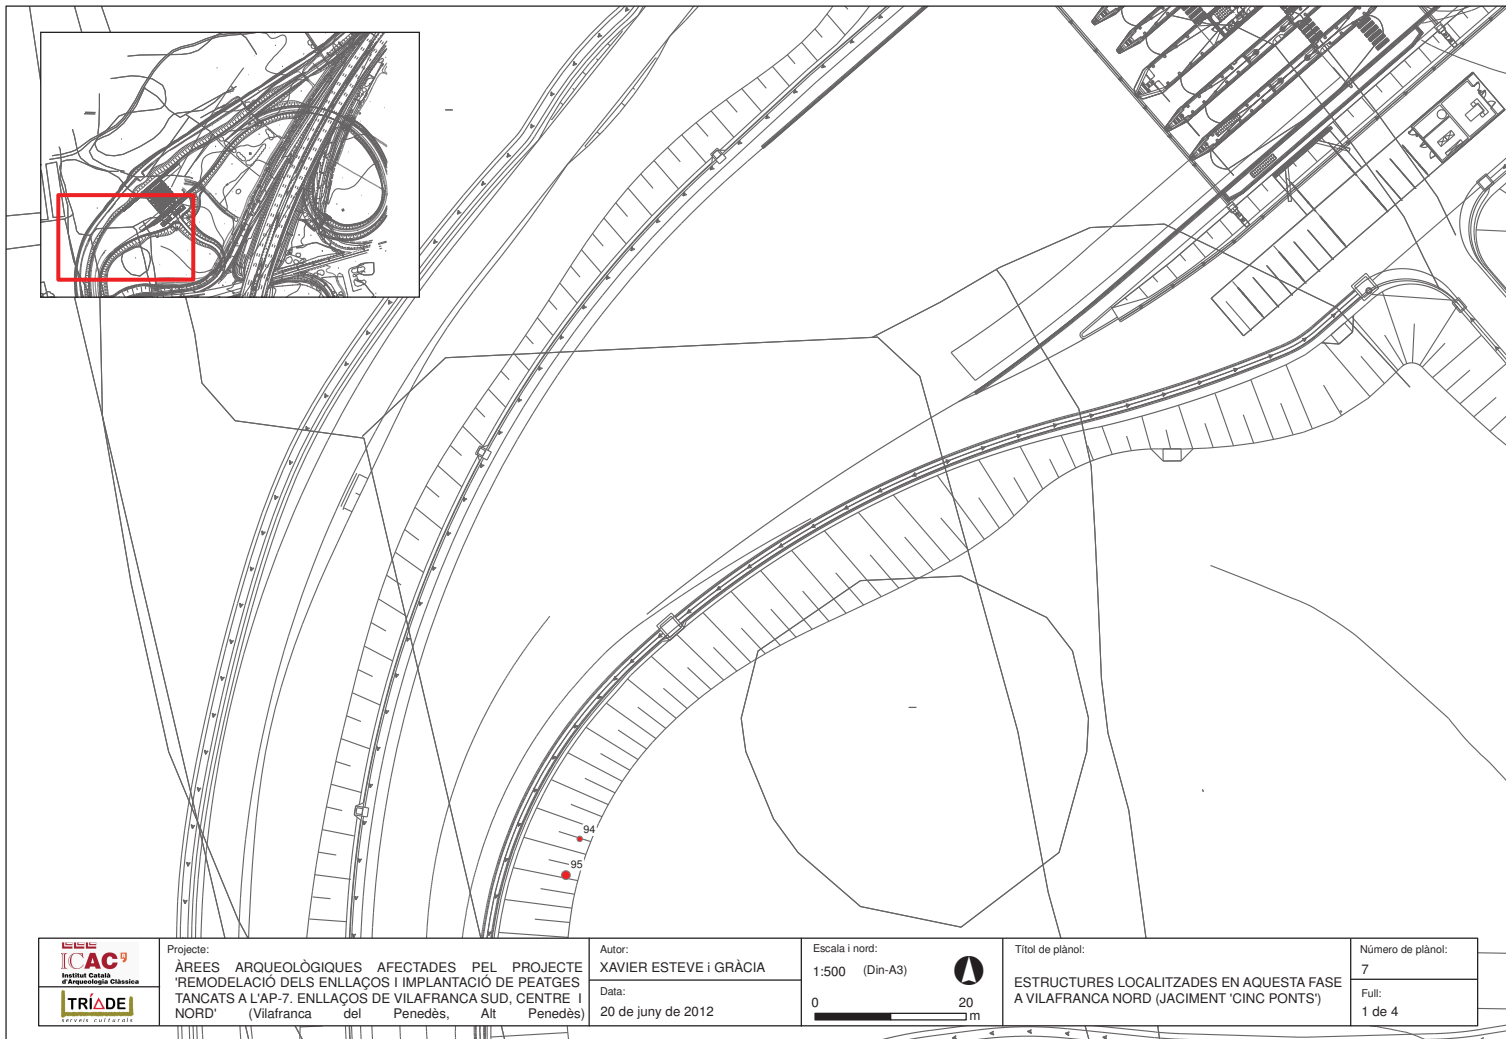 94
95
ICAC
Institut Català
d'Arqueologia Clàssica
TRÍADE
serveis culturals
Projecte:
ÀREES ARQUEOLÒGIQUES AFECTADES PEL PROJECTE
'REMODELACIÓ DELS ENLLAÇOS I IMPLANTACIÓ DE PEATGES
TANCATS A L'AP-7. ENLLAÇOS DE VILAFRANCA SUD, CENTRE I
NORD' (Vilafranca del Penedès, Alt Penedès)
Autor:
XAVIER ESTEVE i GRÀCIA
Data:
20 de juny de 2012
Escala i nord:
1:500 (Din-A3)
0 20
m
Títol de plànol:
ESTRUCTURES LOCALITZADES EN AQUESTA FASE
A VILAFRANCA NORD (JACIMENT 'CINC PONTS')
Número de plànol:
7
Full:
1 de 4